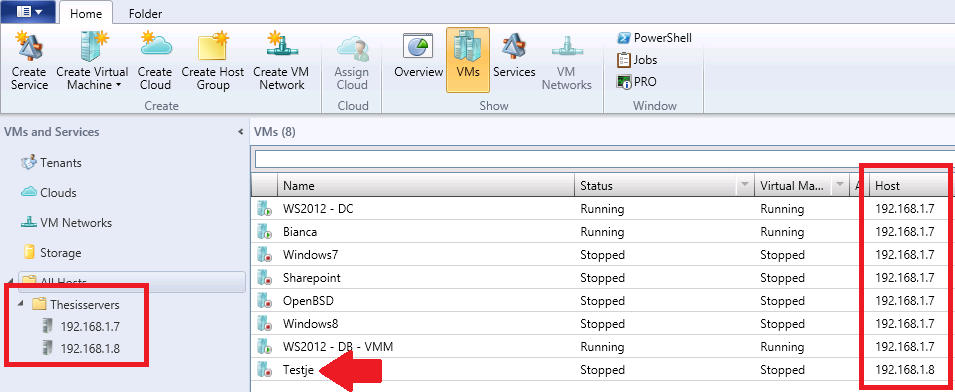 Home Folder
Create Service
Create Virtual Machine
Create Cloud
Create Host Group
Create VM Network
Assign Cloud
Overview
VMs
Services
VM Networks
PowerShell
Jobs
PRO
Create Cloud Show Window
VMs and Services
Tenants
Clouds
VM Networks
Storage
All Hosts
Thesisservers
192.168.1.7
192.168.1.8
VMs (8)
Name Status Virtual Ma... A Host
WS2012 - DC Running Running 192.168.1.7
Bianca Running Running 192.168.1.7
Windows7 Stopped Stopped 192.168.1.7
Sharepoint Stopped Stopped 192.168.1.7
OpenBSD Stopped Stopped 192.168.1.7
Windows8 Stopped Stopped 192.168.1.7
WS2012 - DB - VMM Running Running 192.168.1.7
Testje Stopped Stopped 192.168.1.8